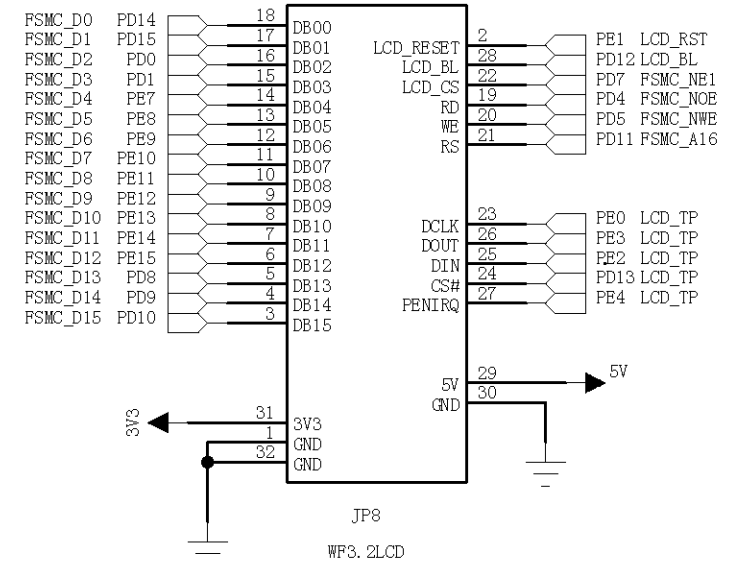 FSMC_D0 PD14 18 DB00
FSMC_D1 PD15 17 DB01
FSMC_D2 PD0 16 DB02
FSMC_D3 PD1 15 DB03
FSMC_D4 PE7 14 DB04
FSMC_D5 PE8 13 DB05
FSMC_D6 PE9 12 DB06
FSMC_D7 PE10 11 DB07
FSMC_D8 PE11 10 DB08
FSMC_D9 PE12 9 DB09
FSMC_D10 PE13 8 DB10
FSMC_D11 PE14 7 DB11
FSMC_D12 PE15 6 DB12
FSMC_D13 PD8 5 DB13
FSMC_D14 PD9 4 DB14
FSMC_D15 PD10 3 DB15
3V3 31 3V3
1 GND
32 GND
LCD_RESET 2 PE1 LCD_RST
LCD_BL 28 PD12 LCD_BL
LCD_CS 22 PD7 FSMC_NE1
RD 19 PD4 FSMC_NOE
WE 20 PD5 FSMC_NWE
RS 21 PD11 FSMC_A16
DCLK 23 PE0 LCD_TP
DOUT 26 PE3 LCD_TP
DIN 25 PE2 LCD_TP
CS# 24 PD13 LCD_TP
PENIRQ 27 PE4 LCD_TP
5V 29 5V
GND 30
JP8
WF3.2LCD